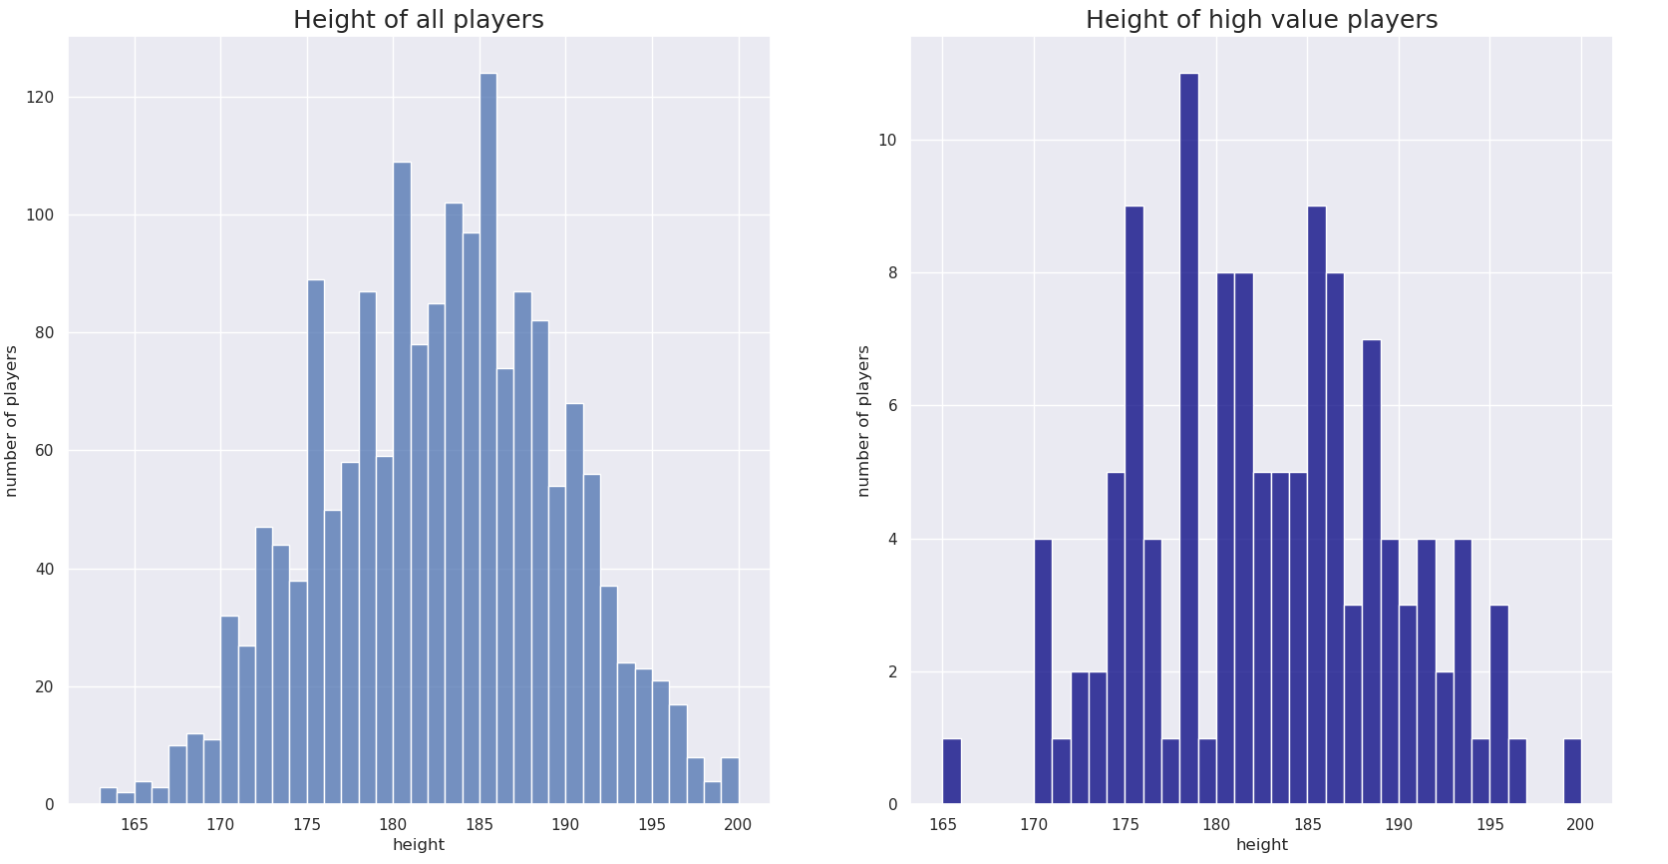 Height of all players
120
100
80
60
40
20
0
number of players
165 170 175 180 185 190 195 200
height
Height of high value players
10
8
6
4
2
0
number of players
165 170 175 180 185 190 195 200
height